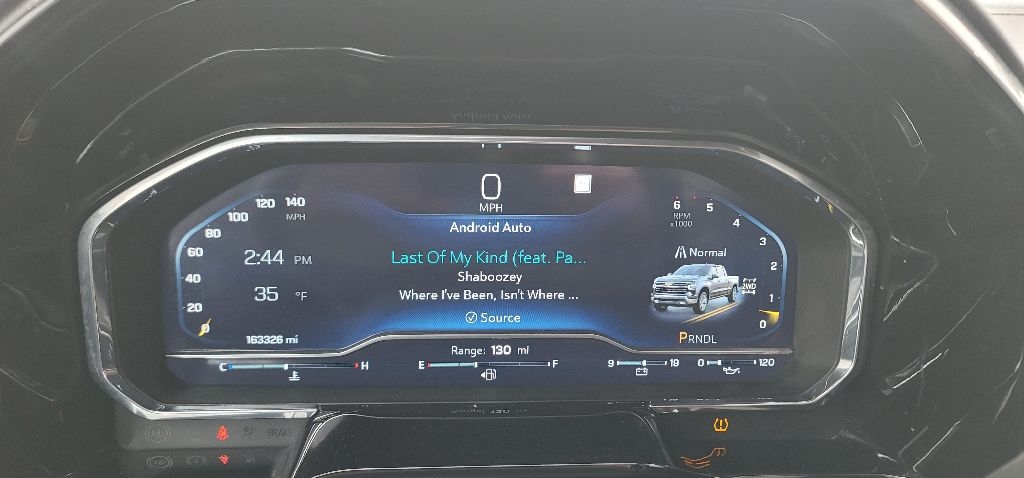 0
MPH
Android Auto
Last Of My Kind (feat. Pa...
Shaboozey
Where I've Been, Isn't Where ...
Source
120 140
100
MPH
80
60
40
20
0
2:44 PM
35 °F
163326 mi
6 5
RPM
x1000
4
3
2
1
0
Normal
2WD
PRNDL
Range: 130 mi
C H
E F
9 19
0 120
BRAKE